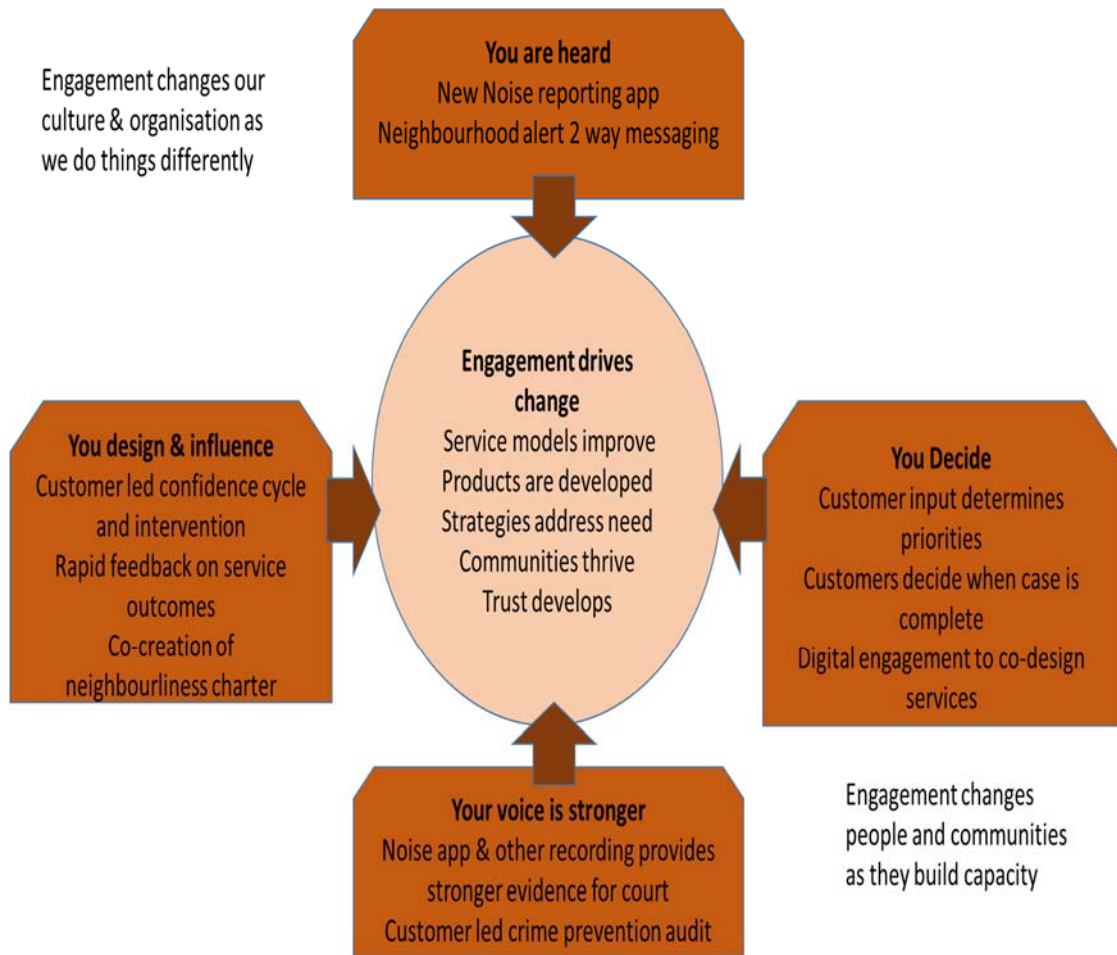 You are heard
New Noise reporting app
Neighbourhood alert 2 way messaging
Engagement changes our
culture & organisation as
we do things differently
Engagement drives
change
Service models improve
Products are developed
Strategies address need
Communities thrive
Trust develops
You design & influence
Customer led confidence cycle
and intervention
Rapid feedback on service
outcomes
Co-creation of
neighbourliness charter
You Decide
Customer input determines
priorities
Customers decide when case is
complete
Digital engagement to co-design
services
Your voice is stronger
Noise app & other recording provides
stronger evidence for court
Customer led crime prevention audit
Engagement changes
people and communities
as they build capacity